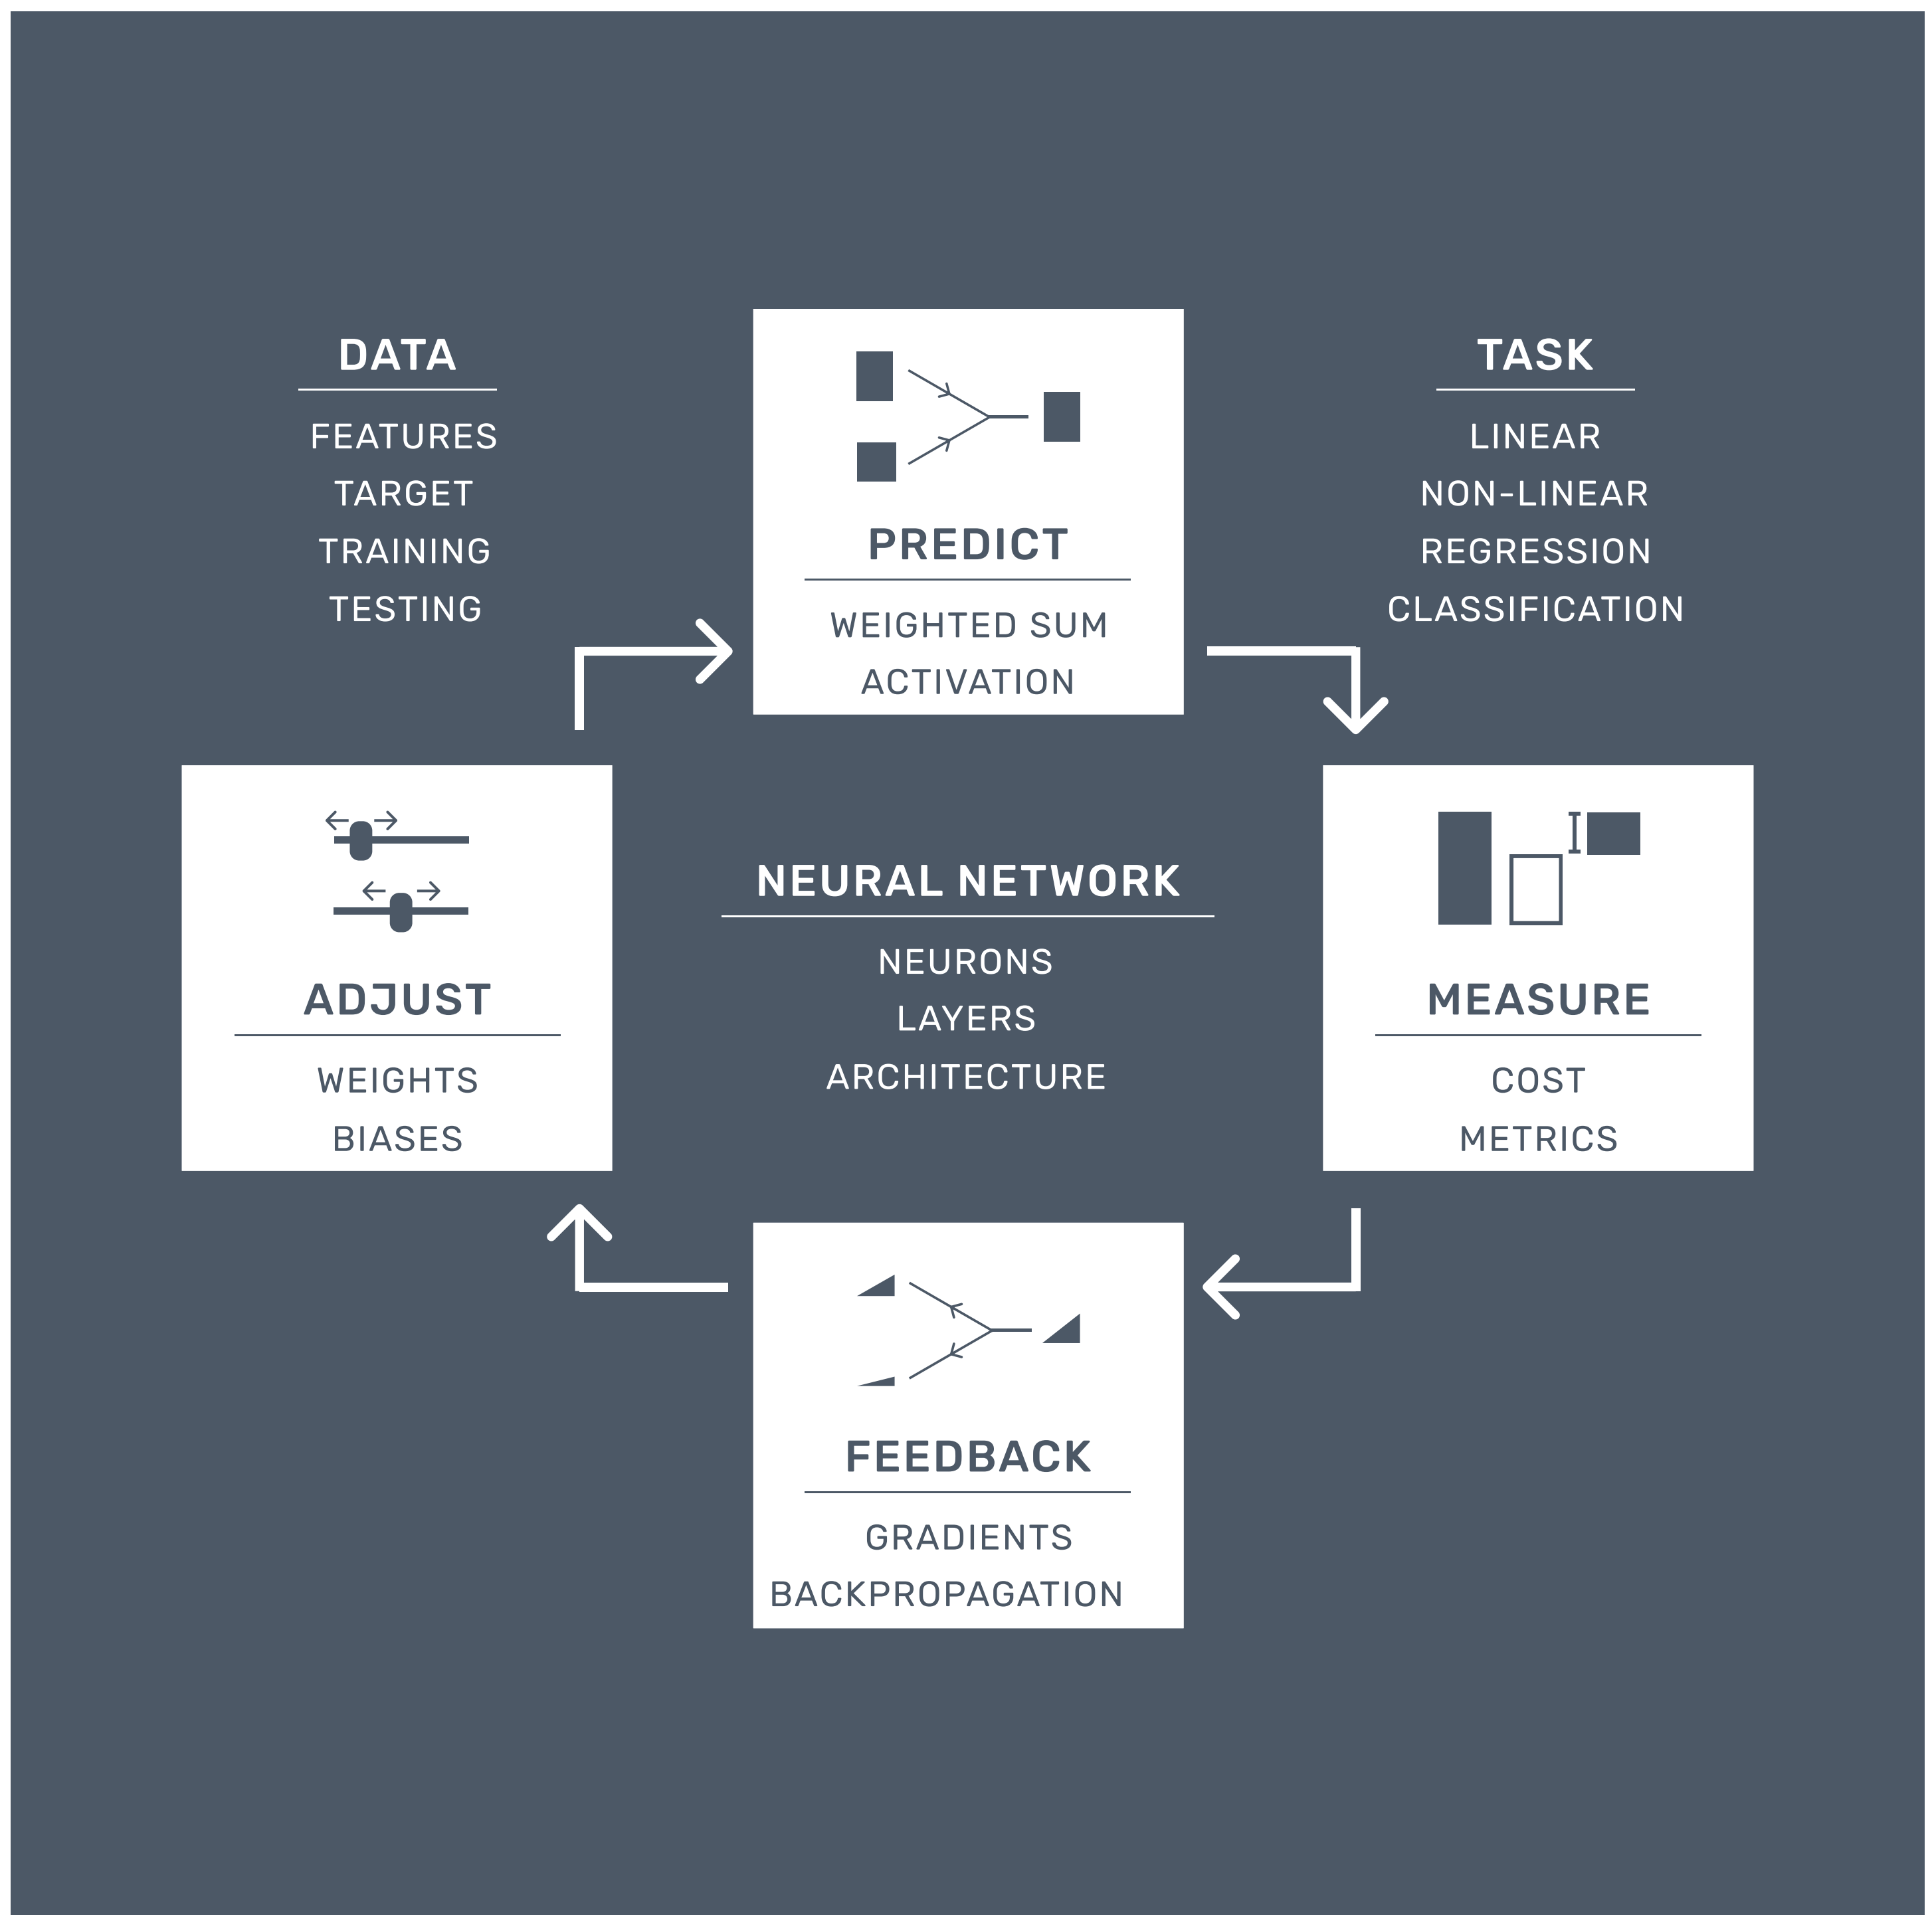 DATA
FEATURES
TARGET
TRAINING
TESTING
PREDICT
WEIGHTED SUM
ACTIVATION
TASK
LINEAR
NON-LINEAR
REGRESSION
CLASSIFICATION
ADJUST
WEIGHTS
BIASES
NEURAL NETWORK
NEURONS
LAYERS
ARCHITECTURE
MEASURE
COST
METRICS
FEEDBACK
GRADIENTS
BACKPROPAGATION